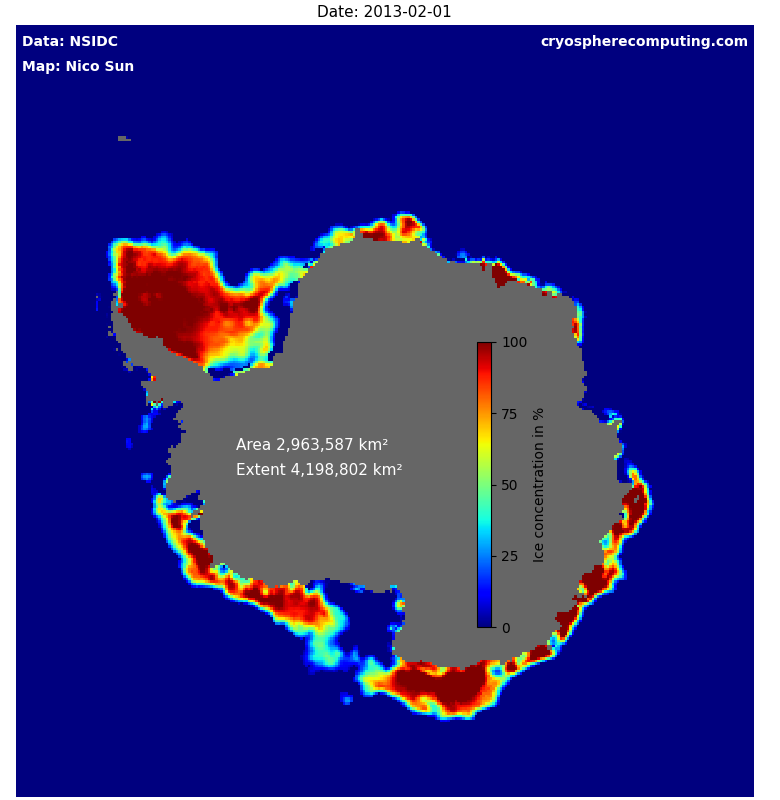 Date: 2013-02-01
Data: NSIDC
cryospherecomputing.com
Map: Nico Sun
100
75
50
25
0
Ice concentration in %
Area 2,963,587 km²
Extent 4,198,802 km²